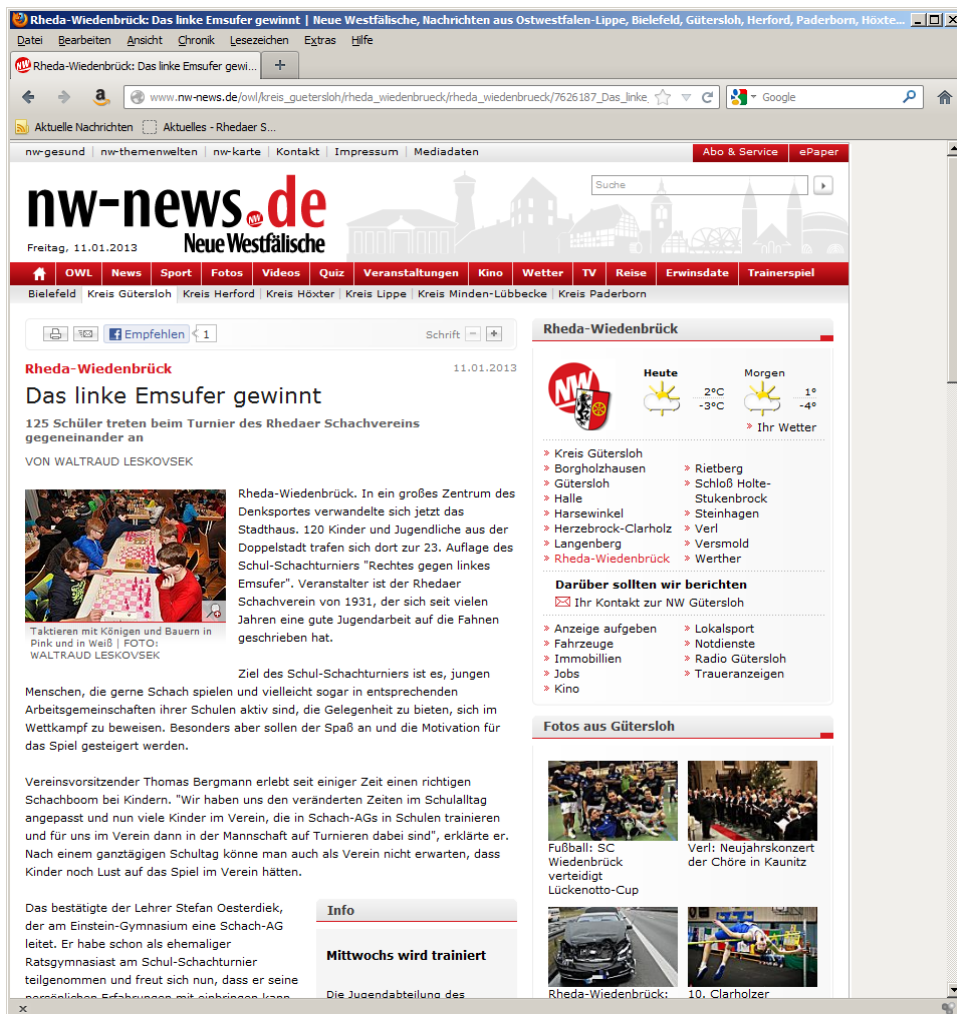 Rheda-Wiedenbrück: Das linke Emsufer gewinnt | Neue Westfälische, Nachrichten aus Ostwestfalen-Lippe, Bielefeld, Gütersloh, Herford, Paderborn, Höxte...
Datei Bearbeiten Ansicht Chronik Lesezeichen Extras Hilfe
Rheda-Wiedenbrück: Das linke Emsufer gewi...
www.nw-news.de/owl/kreis_guetersloh/rheda_wiedenbrueck/rheda_wiedenbrueck/7626187_Das_linke_
Google
Aktuelle Nachrichten Aktuelles - Rhedaer S...
nw-gesund | nw-themenwelten | nw-karte | Kontakt | Impressum | Mediadaten
Abo & Service ePaper
nw-news.de
Neue Westfälische
Freitag, 11.01.2013
Suche
OWL News Sport Fotos Videos Quiz Veranstaltungen Kino Wetter TV Reise Erwinsdate Trainerspiel
Bielefeld | Kreis Gütersloh | Kreis Herford | Kreis Höxter | Kreis Lippe | Kreis Minden-Lübbecke | Kreis Paderborn
Empfehlen 1
Schrift - +
Rheda-Wiedenbrück
11.01.2013
Das linke Emsufer gewinnt
125 Schüler treten beim Turnier des Rhedaer Schachvereins
gegeneinander an
VON WALTRAUD LESKOVSEK
Taktieren mit Königen und Bauern in
Pink und in Weiß | FOTO:
WALTRAUD LESKOVSEK
Rheda-Wiedenbrück. In ein großes Zentrum des
Denksportes verwandelte sich jetzt das
Stadthaus. 120 Kinder und Jugendliche aus der
Doppelstadt trafen sich dort zur 23. Auflage des
Schul-Schachturniers "Rechtes gegen linkes
Emsufer". Veranstalter ist der Rhedaer
Schachverein von 1931, der sich seit vielen
Jahren eine gute Jugendarbeit auf die Fahnen
geschrieben hat.
Ziel des Schul-Schachturniers ist es, jungen
Menschen, die gerne Schach spielen und vielleicht sogar in entsprechenden
Arbeitsgemeinschaften ihrer Schulen aktiv sind, die Gelegenheit zu bieten, sich im
Wettkampf zu beweisen. Besonders aber sollen der Spaß an und die Motivation für
das Spiel gesteigert werden.
Vereinsvorsitzender Thomas Bergmann erlebt seit einiger Zeit einen richtigen
Schachboom bei Kindern. "Wir haben uns den veränderten Zeiten im Schulalltag
angepasst und nun viele Kinder im Verein, die in Schach-AGs in Schulen trainieren
und für uns im Verein dann in der Mannschaft auf Turnieren dabei sind", erklärte er.
Nach einem ganztägigen Schultag könne man auch als Verein nicht erwarten, dass
Kinder noch Lust auf das Spiel im Verein hätten.
Das bestätigte der Lehrer Stefan Oesterdiek,
der am Einstein-Gymnasium eine Schach-AG
leitet. Er habe schon als ehemaliger
Ratsgymnasiast am Schul-Schachturnier
teilgenommen und freut sich nun, dass er seine
persönlichen Erfahrungen mit einbringen kann
Info
Mittwochs wird trainiert
Die Jugendabteilung des
Rheda-Wiedenbrück
NW
Heute
2°C
-3°C
Morgen
1°
-4°
» Ihr Wetter
» Kreis Gütersloh
» Borgholzhausen
» Gütersloh
» Halle
» Harsewinkel
» Herzebrock-Clarholz
» Langenberg
» Rheda-Wiedenbrück
» Rietberg
» Schloß Holte-
Stukenbrock
» Steinhagen
» Verl
» Versmold
» Werther
Darüber sollten wir berichten
Ihr Kontakt zur NW Gütersloh
» Anzeige aufgeben
» Fahrzeuge
» Immobillien
» Jobs
» Kino
» Lokalsport
» Notdienste
» Radio Gütersloh
» Traueranzeigen
Fotos aus Gütersloh
Fußball: SC
Wiedenbrück
verteidigt
Lückenotto-Cup
Verl: Neujahrskonzert
der Chöre in Kaunitz
Rheda-Wiedenbrück:
10. Clarholzer